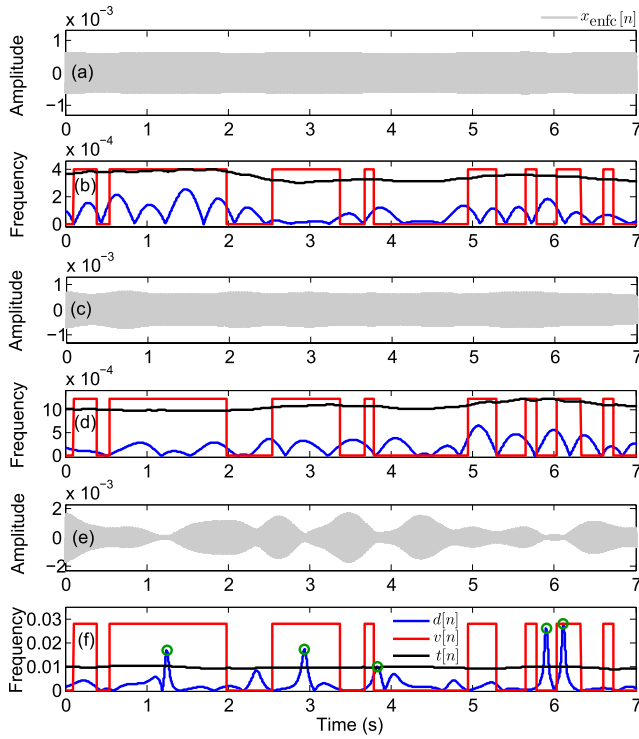 x 10⁻³
x_enfc[n]
1
0
−1
Amplitude
(a)
0 1 2 3 4 5 6 7
x 10⁻⁴
4
2
0
Frequency
(b)
0 1 2 3 4 5 6 7
x 10⁻³
1
0
−1
Amplitude
(c)
0 1 2 3 4 5 6 7
x 10⁻⁴
10
5
0
Frequency
(d)
0 1 2 3 4 5 6 7
x 10⁻³
2
0
−2
Amplitude
(e)
0 1 2 3 4 5 6 7
0.03
0.02
0.01
0
Frequency
(f)
d[n]
v[n]
t[n]
0 1 2 3 4 5 6 7
Time (s)